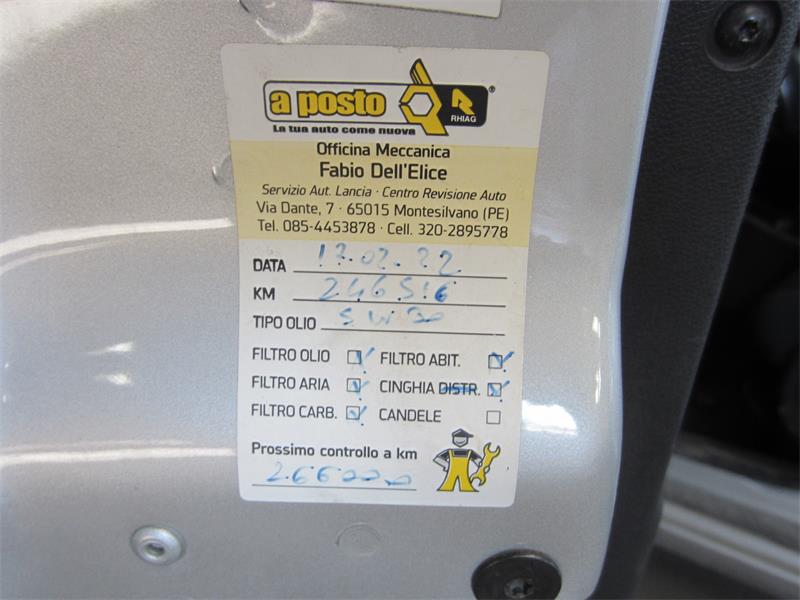 a posto
RHIAG
®
La tua auto come nuova
Officina Meccanica
Fabio Dell'Elice
Servizio Aut. Lancia · Centro Revisione Auto
Via Dante, 7 · 65015 Montesilvano (PE)
Tel. 085-4453878 · Cell. 320-2895778
DATA 12.02.22
KM 246516
TIPO OLIO 5W30
FILTRO OLIO FILTRO ABIT.
FILTRO ARIA CINGHIA DISTR.
FILTRO CARB. CANDELE
Prossimo controllo a km
266000